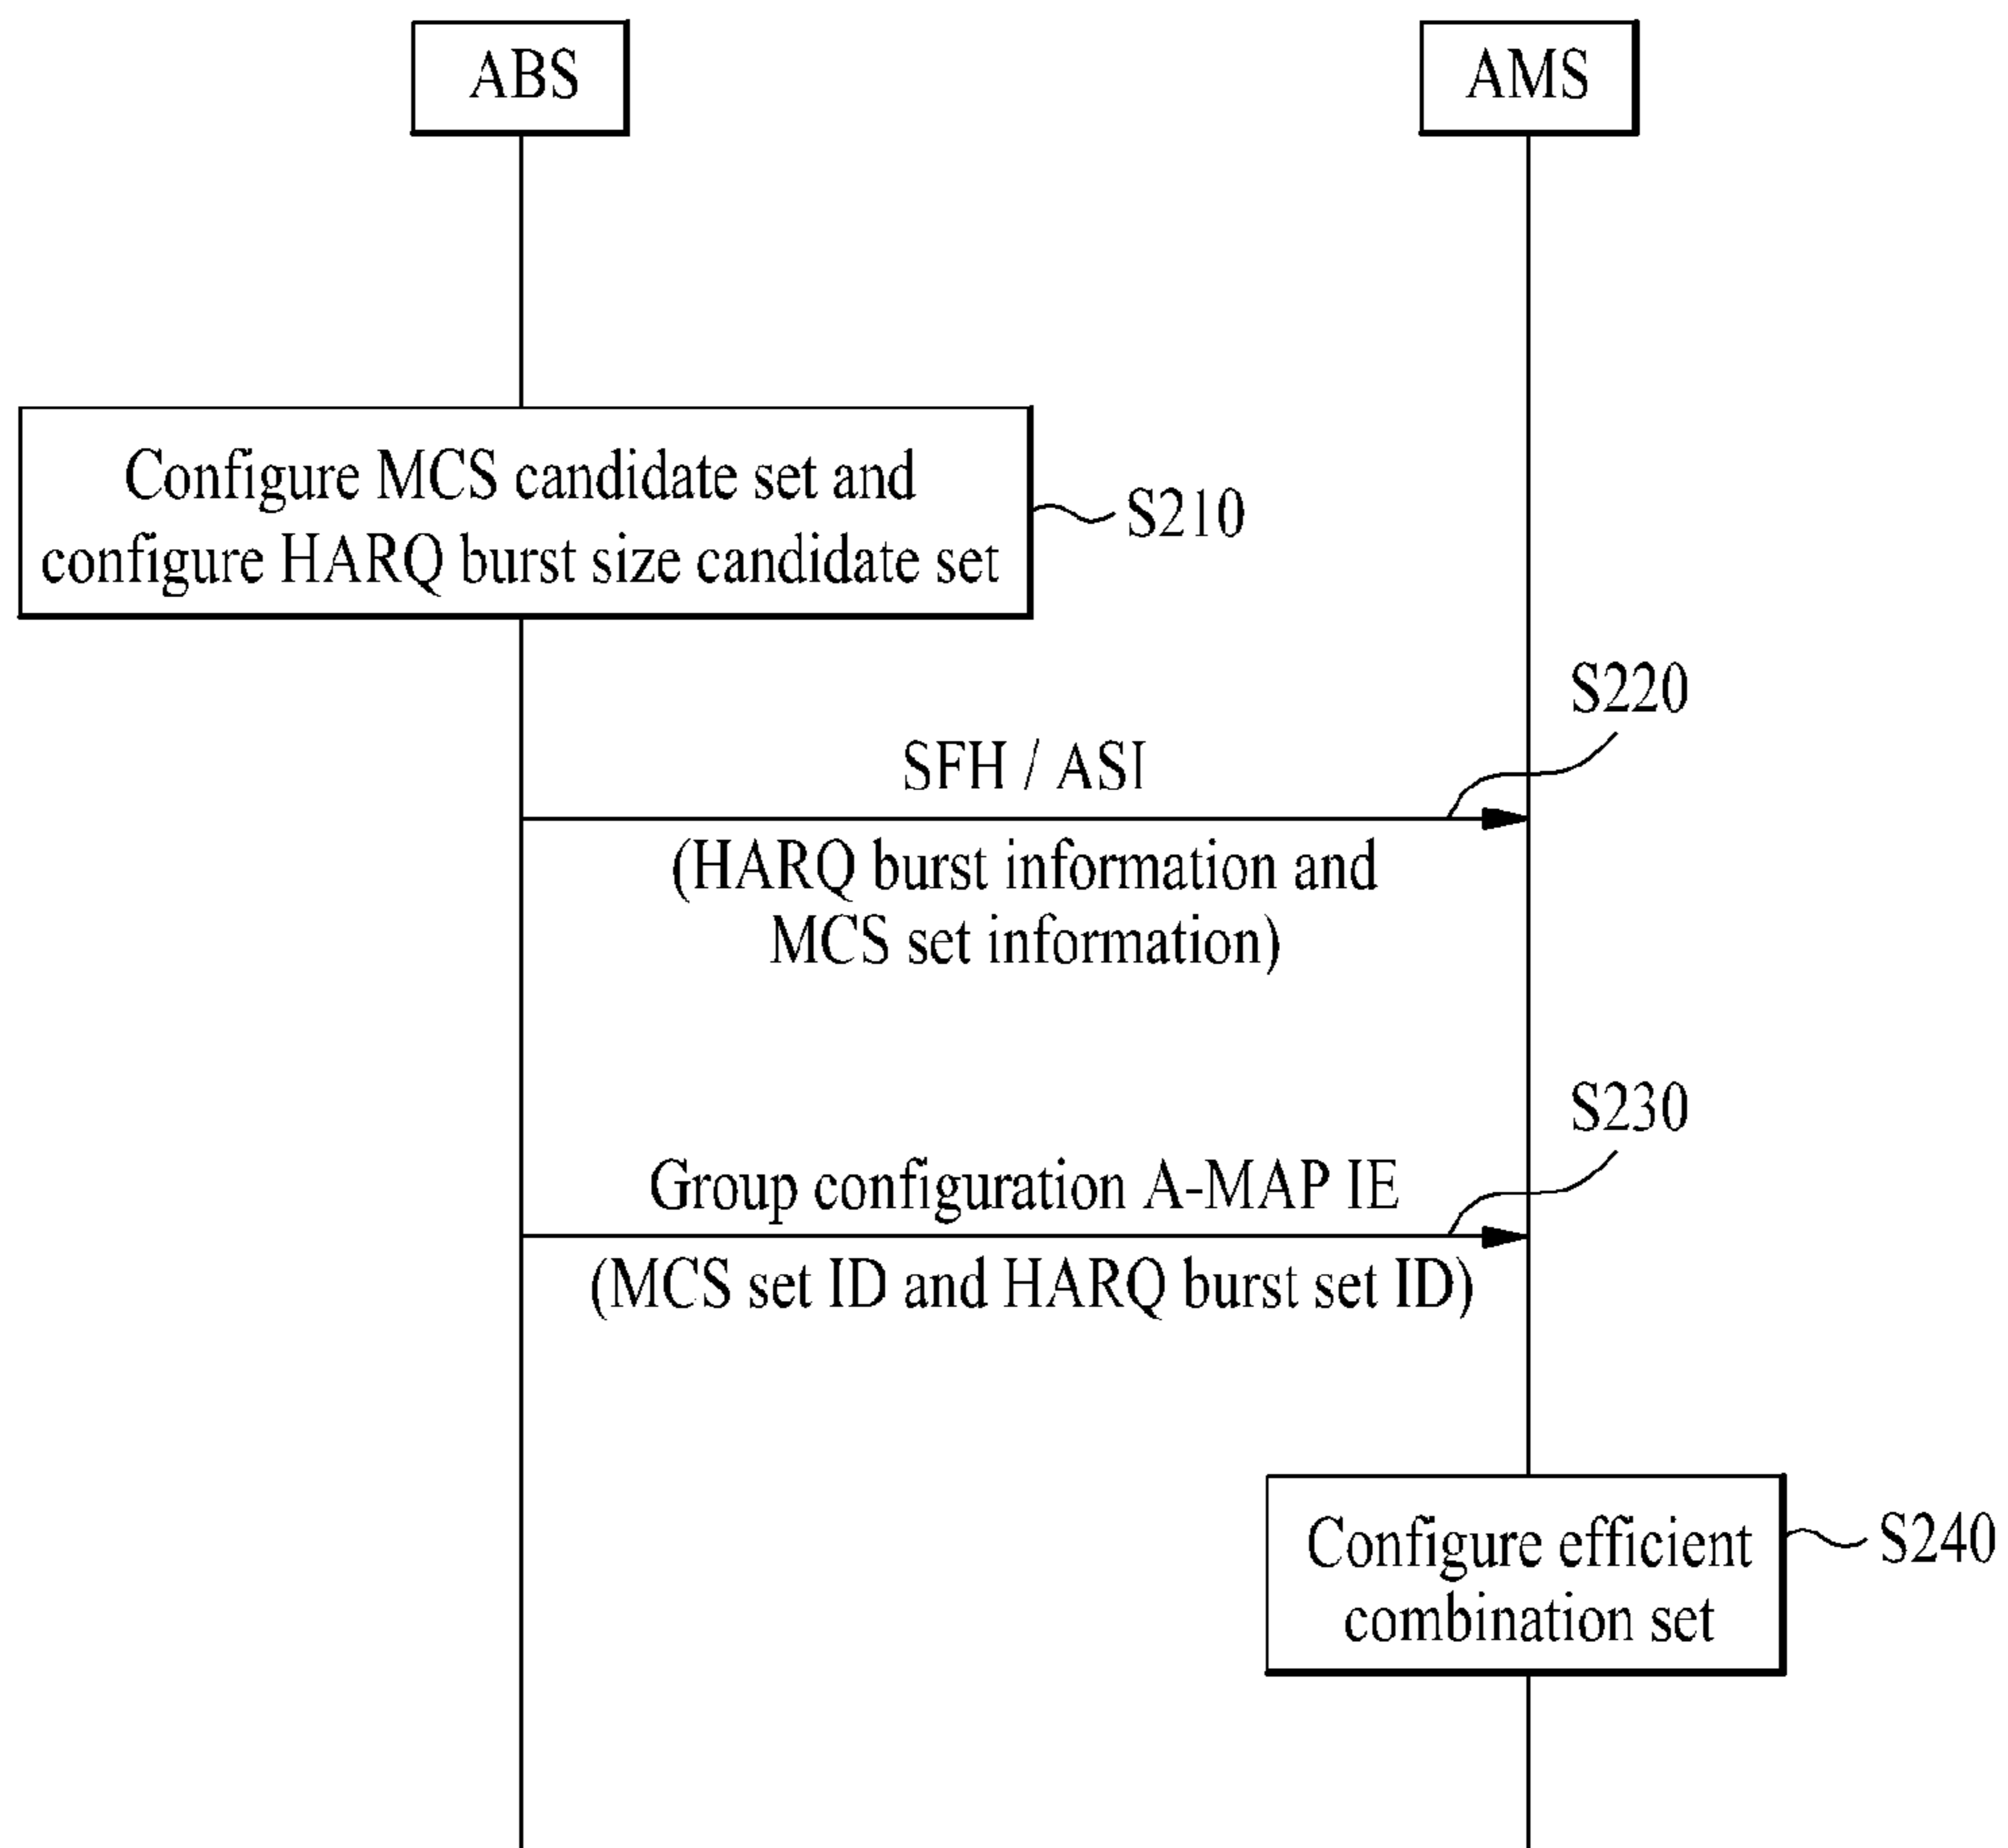 ABS
AMS
Configure MCS candidate set and
configure HARQ burst size candidate set
S210
S220
SFH / ASI
(HARQ burst information and
MCS set information)
S230
Group configuration A-MAP IE
(MCS set ID and HARQ burst set ID)
Configure efficient
combination set
S240